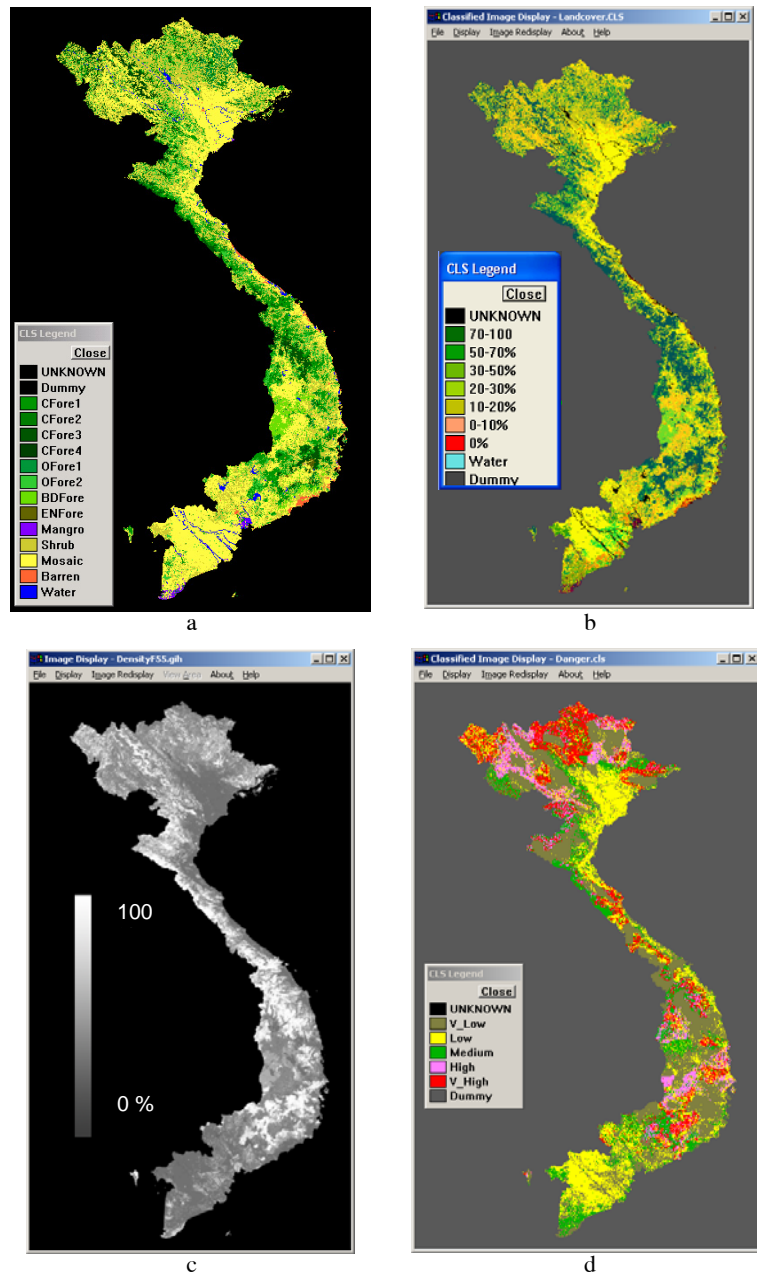 CLS Legend
Close
UNKNOWN
Dummy
CFore1
CFore2
CFore3
CFore4
OFore1
OFore2
BDFore
ENFore
Mangro
Shrub
Mosaic
Barren
Water
a
Classified Image Display - Landcover.CLS
File Display Image Redisplay About Help
CLS Legend
Close
UNKNOWN
70-100
50-70%
30-50%
20-30%
10-20%
0-10%
0%
Water
Dummy
b
Image Display - DensityF55.gih
File Display Image Redisplay View Area About Help
100
0 %
c
Classified Image Display - Danger.cls
File Display Image Redisplay About Help
CLS Legend
Close
UNKNOWN
V_Low
Low
Medium
High
V_High
Dummy
d